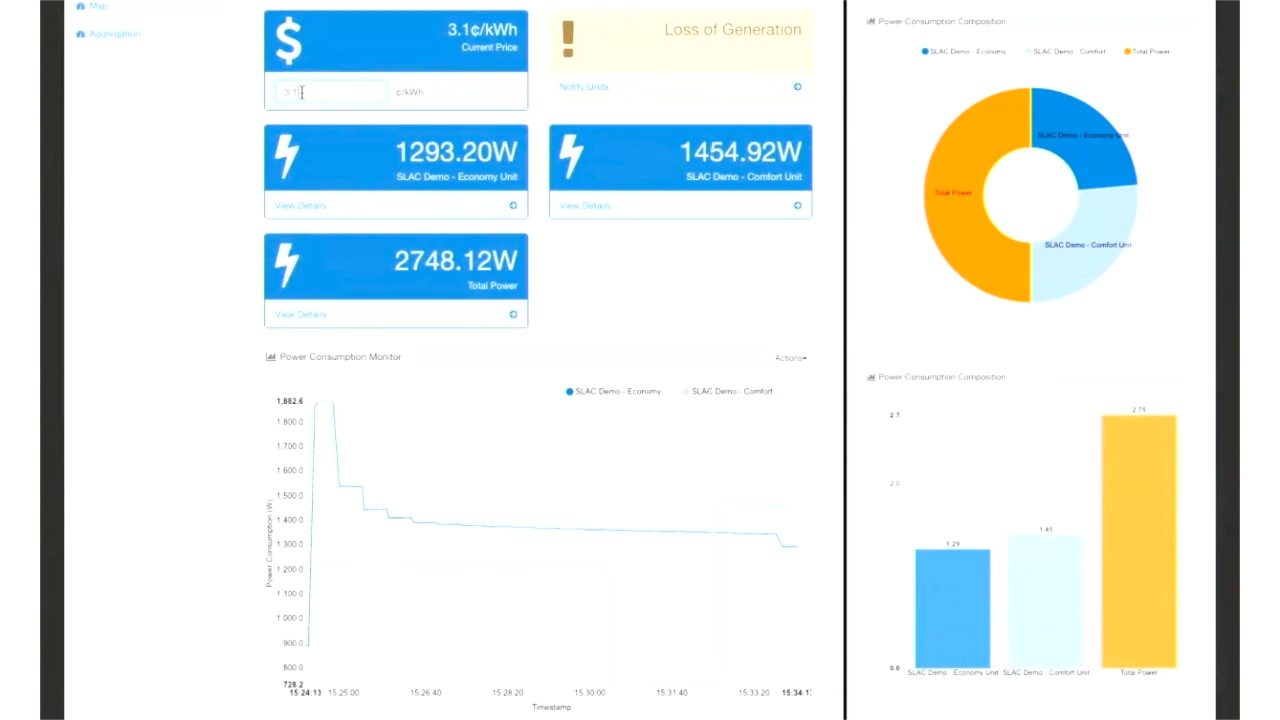 Map
Aggregation
3.1¢/kWh
Current Price
3.1
¢/kWh
Loss of Generation
Notify Units
1293.20W
SLAC Demo - Economy Unit
View Details
1454.92W
SLAC Demo - Comfort Unit
View Details
2748.12W
Total Power
View Details
Power Consumption Monitor
Actions
SLAC Demo - Economy
SLAC Demo - Comfort
Power Consumption (W)
1,882.6
1,800.0
1,700.0
1,600.0
1,500.0
1,400.0
1,300.0
1,200.0
1,100.0
1,000.0
900.0
800.0
728.2
15:24:13
15:25:00
15:26:40
15:28:20
15:30:00
15:31:40
15:33:20
15:34:1
Timestamp
Power Consumption Composition
SLAC Demo - Economy
SLAC Demo - Comfort
Total Power
SLAC Demo - Economy Unit
Total Power
SLAC Demo - Comfort Unit
Power Consumption Composition
2.7
2.0
0.0
1.29
1.45
2.75
SLAC Demo - Economy Unit
SLAC Demo - Comfort Unit
Total Power